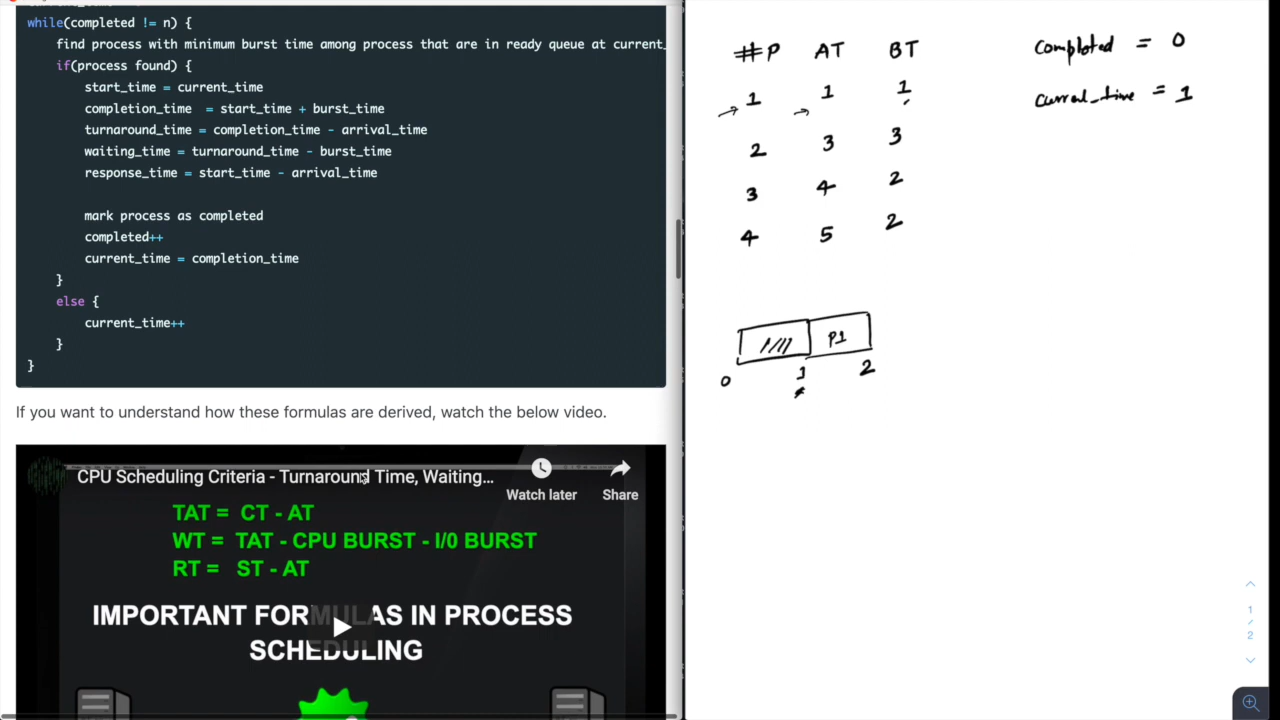 while(completed != n) {
find process with minimum burst time among process that are in ready queue at current_
if(process found) {
start_time = current_time
completion_time = start_time + burst_time
turnaround_time = completion_time - arrival_time
waiting_time = turnaround_time - burst_time
response_time = start_time - arrival_time
mark process as completed
completed++
current_time = completion_time
}
else {
current_time++
}
}
If you want to understand how these formulas are derived, watch the below video.
CPU Scheduling Criteria - Turnaround Time, Waiting...
Watch later
Share
TAT = CT - AT
WT = TAT - CPU BURST - I/0 BURST
RT = ST - AT
IMPORTANT FORMULAS IN PROCESS
SCHEDULING
#P AT BT
1 1 1
2 3 3
3 4 2
4 5 2
completed = 0
current_time = 1
P1
0 1 2
1
/
2